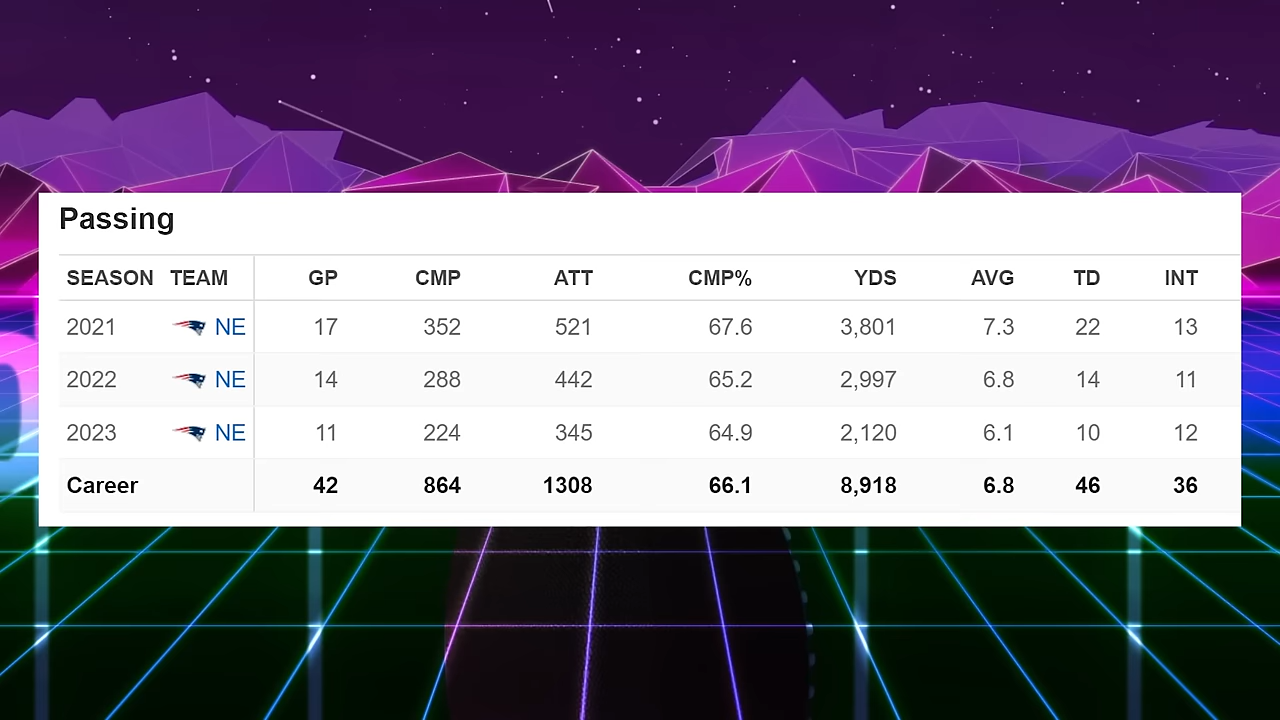 Passing
SEASON TEAM GP CMP ATT CMP% YDS AVG TD INT
2021 NE 17 352 521 67.6 3,801 7.3 22 13
2022 NE 14 288 442 65.2 2,997 6.8 14 11
2023 NE 11 224 345 64.9 2,120 6.1 10 12
Career 42 864 1308 66.1 8,918 6.8 46 36